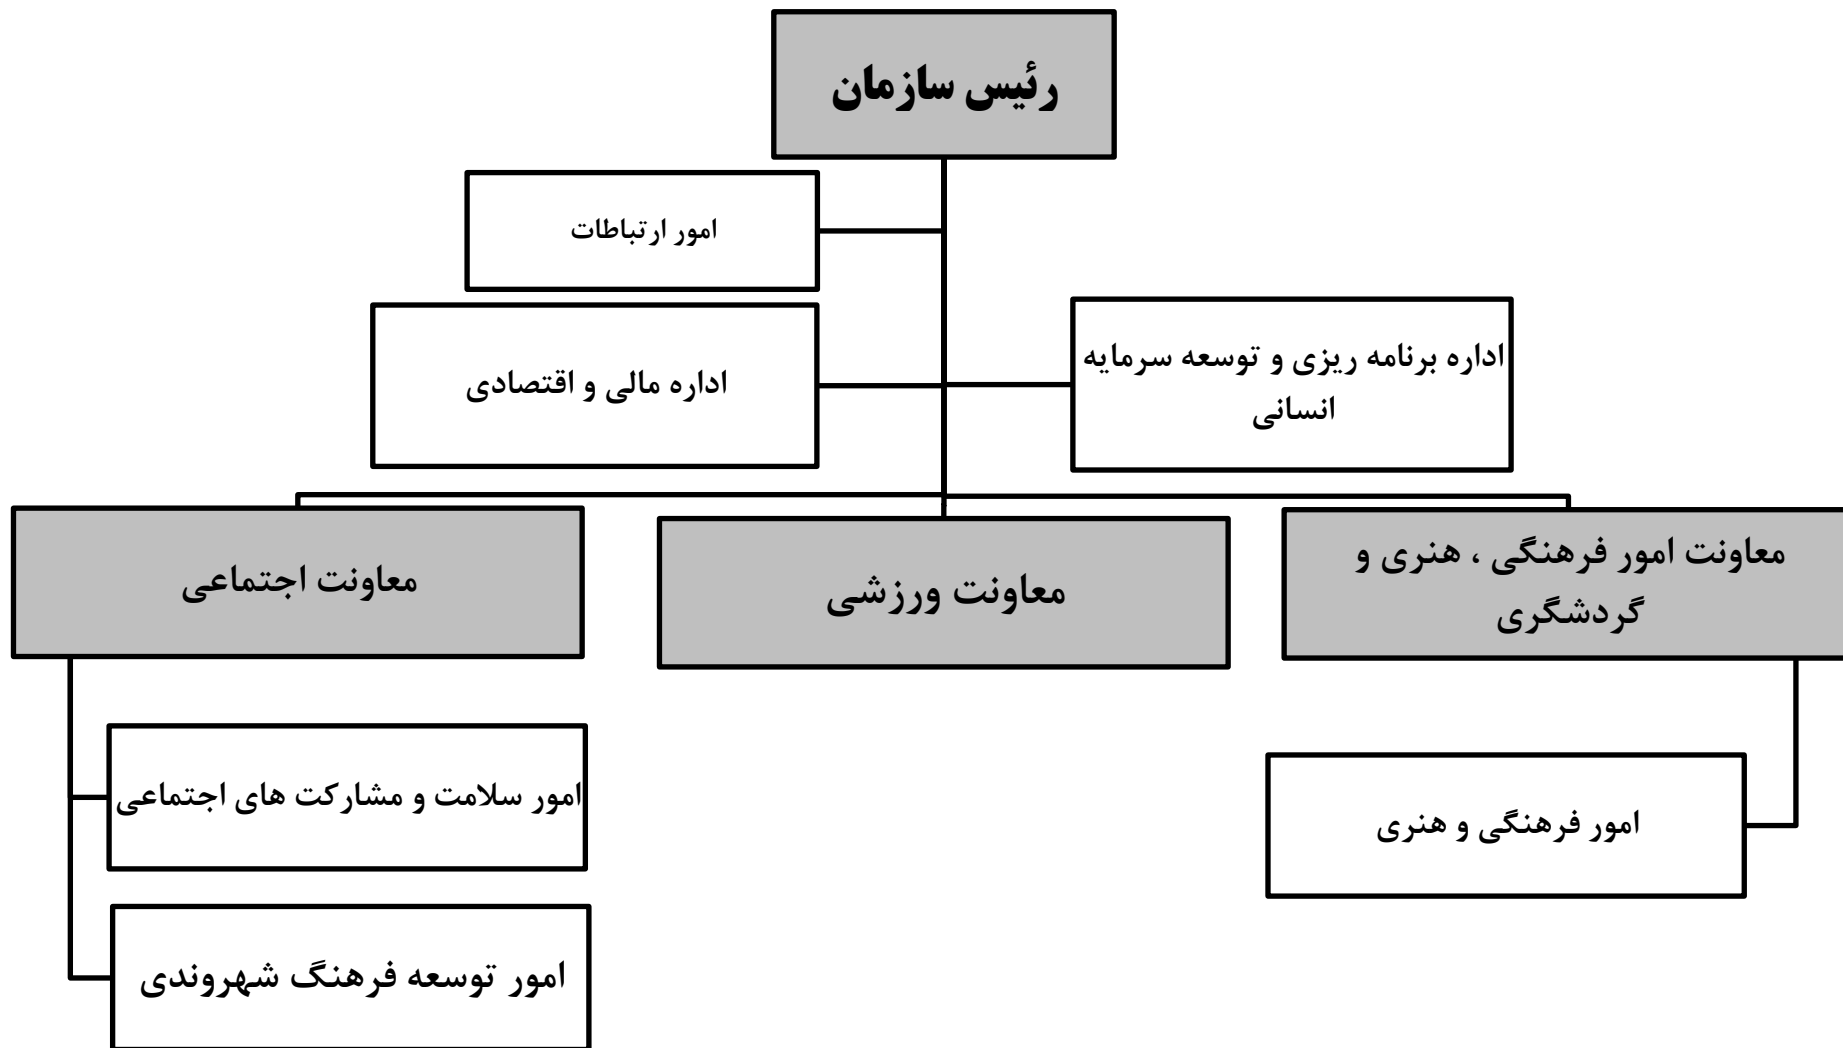 رئیس سازمان
امور ارتباطات
اداره برنامه ریزی و توسعه سرمایه
انسانی
اداره مالی و اقتصادی
معاونت امور فرهنگی ، هنری و
گردشگری
معاونت ورزشی
معاونت اجتماعی
امور فرهنگی و هنری
امور سلامت و مشارکت های اجتماعی
امور توسعه فرهنگ شهروندی